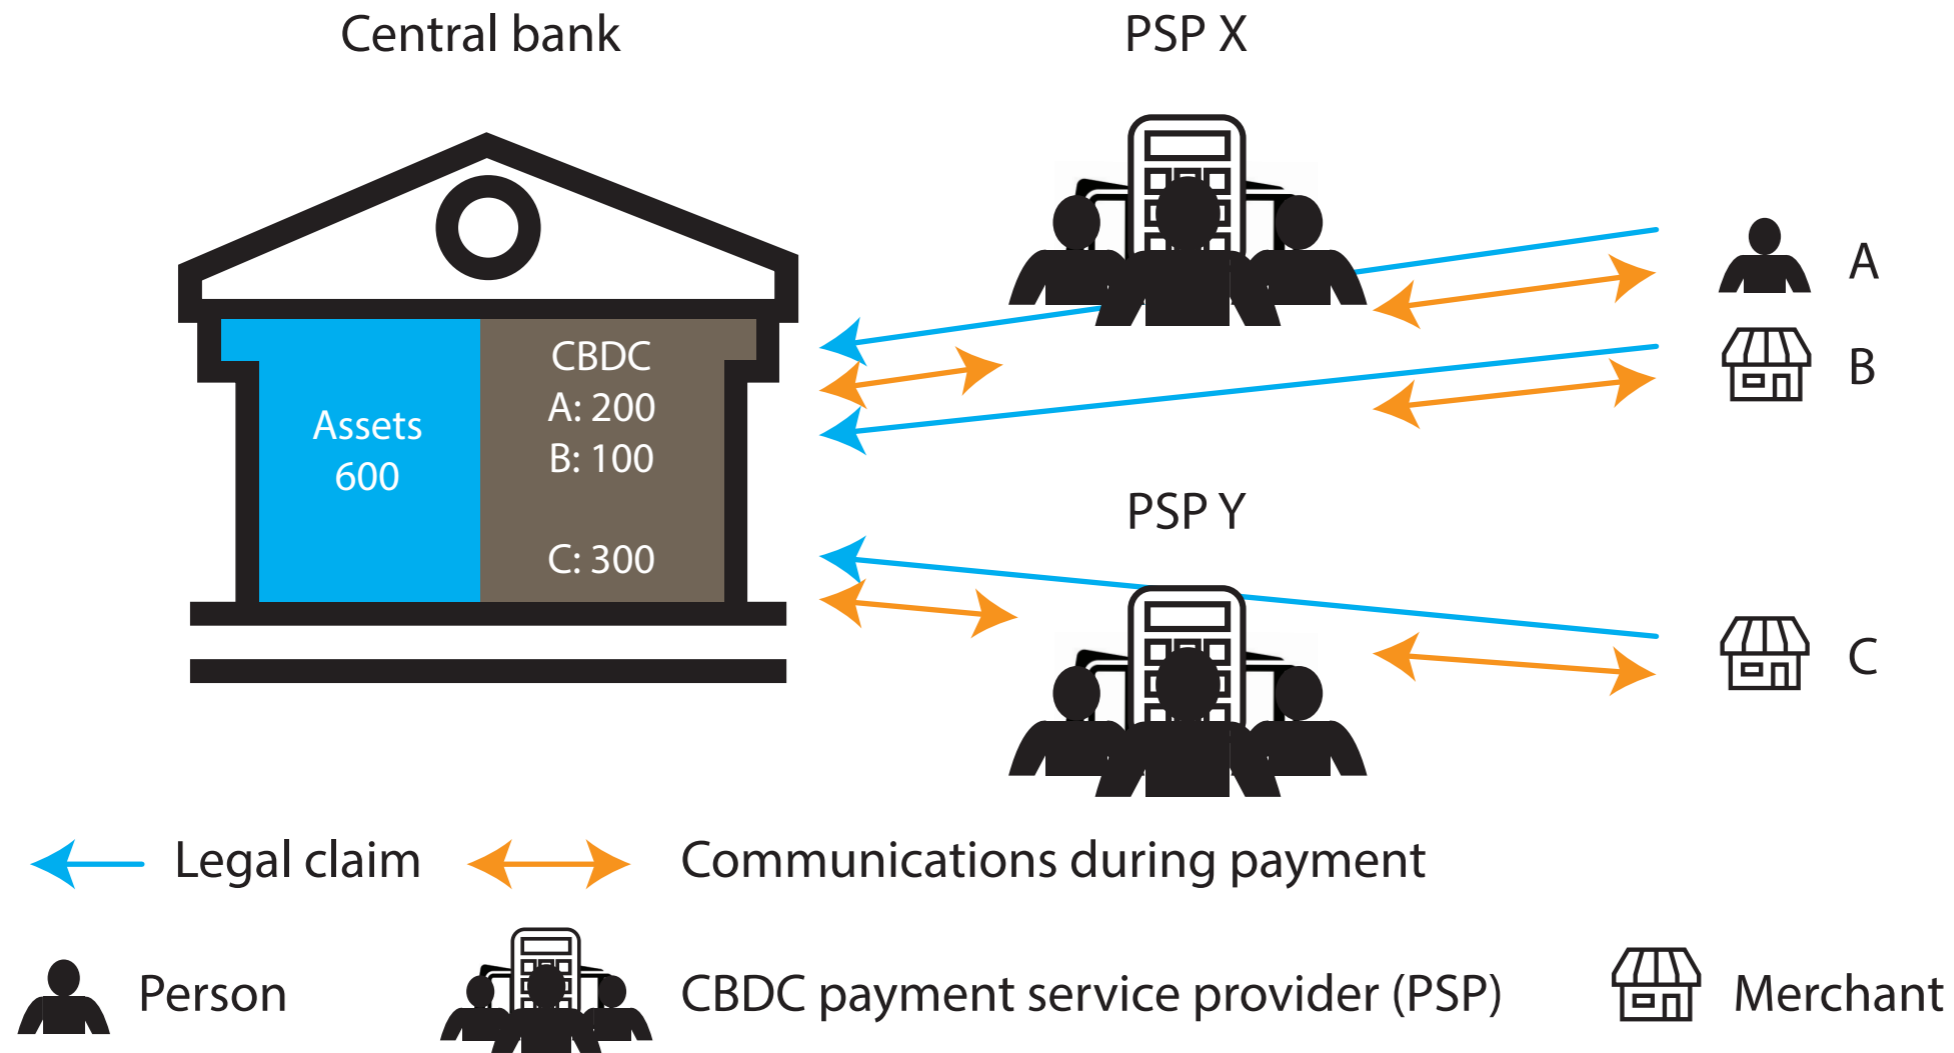 Central bank
PSP X
A
B
CBDC
A: 200
B: 100
C: 300
Assets
600
PSP Y
C
Legal claim
Communications during payment
Person
CBDC payment service provider (PSP)
Merchant